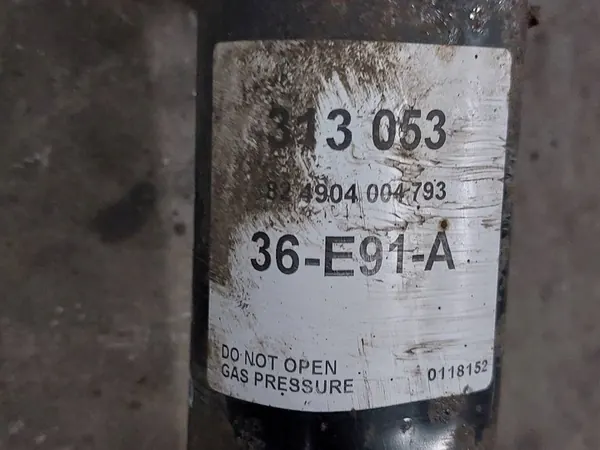 313 053
82 4904 004 793
36-E91-A
DO NOT OPEN
GAS PRESSURE
0118152